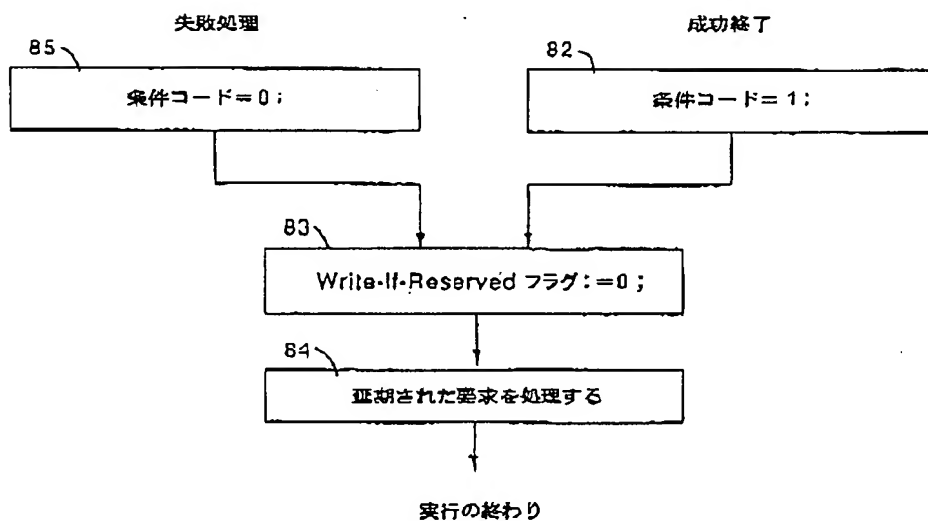 失敗処理
成功終了
85
82
条件コード=0;
条件コード=1;
83
Write-If-Reserved フラグ:=0;
84
延期された要求を処理する
実行の終わり